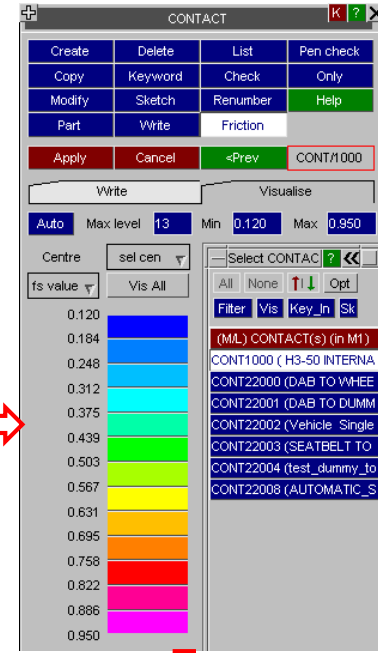 CONTACT K ? X
Create Delete List Pen check
Copy Keyword Check Only
Modify Sketch Renumber Help
Part Write Friction
Apply Cancel <Prev CONT/1000
Write Visualise
Auto Max level 13 Min 0.120 Max 0.950
Centre sel cen
fs value Vis All
0.120
0.184
0.248
0.312
0.375
0.439
0.503
0.567
0.631
0.695
0.758
0.822
0.886
0.950
Select CONTAC ?
All None Opt
Filter Vis Key_In Sk
(M/L) CONTACT(s) (in M1)
CONT1000 ( H3-50 INTERNA
CONT22000 (DAB TO WHEE
CONT22001 (DAB TO DUMM
CONT22002 (Vehicle Single
CONT22003 (SEATBELT TO
CONT22004 (test_dummy_to
CONT22008 (AUTOMATIC_S